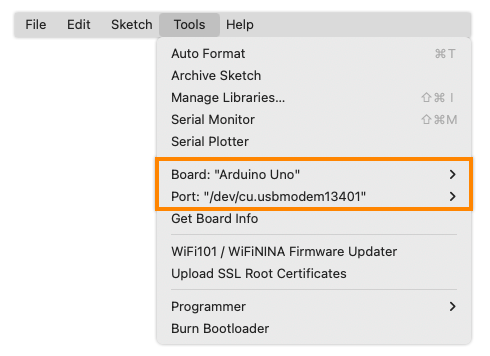 File Edit Sketch Tools Help
Auto Format ⌘T
Archive Sketch
Manage Libraries... ⇧⌘ I
Serial Monitor ⇧⌘M
Serial Plotter
Board: "Arduino Uno"
Port: "/dev/cu.usbmodem13401"
Get Board Info
WiFi101 / WiFiNINA Firmware Updater
Upload SSL Root Certificates
Programmer
Burn Bootloader